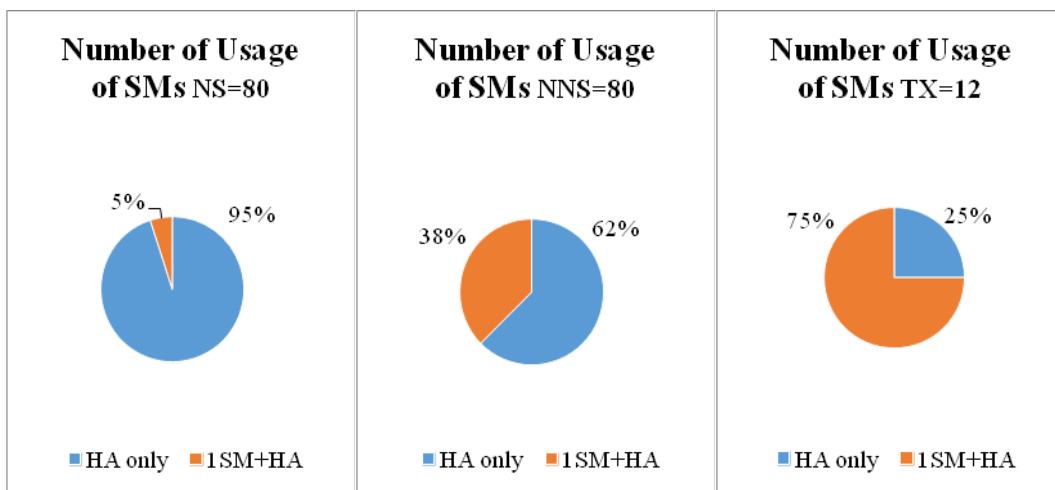 Number of Usage
of SMs NS=80
5%
95%
HA only 1SM+HA
Number of Usage
of SMs NNS=80
38%
62%
HA only 1SM+HA
Number of Usage
of SMs TX=12
75%
25%
HA only 1SM+HA